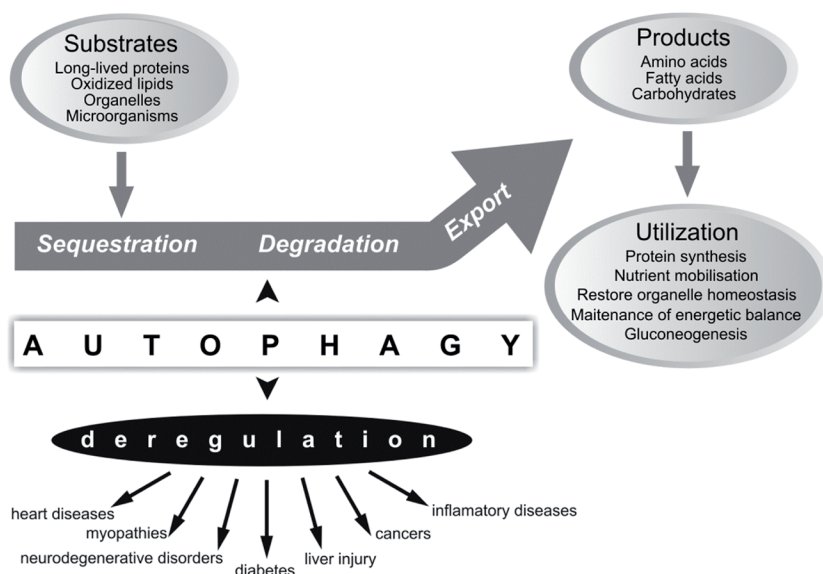 Substrates
Long-lived proteins
Oxidized lipids
Organelles
Microorganisms
Products
Amino acids
Fatty acids
Carbohydrates
Sequestration
Degradation
Export
Utilization
Protein synthesis
Nutrient mobilisation
Restore organelle homeostasis
Maitenance of energetic balance
Gluconeogenesis
A U T O P H A G Y
d e r e g u l a t i o n
heart diseases
myopathies
neurodegenerative disorders
diabetes
liver injury
cancers
inflamatory diseases